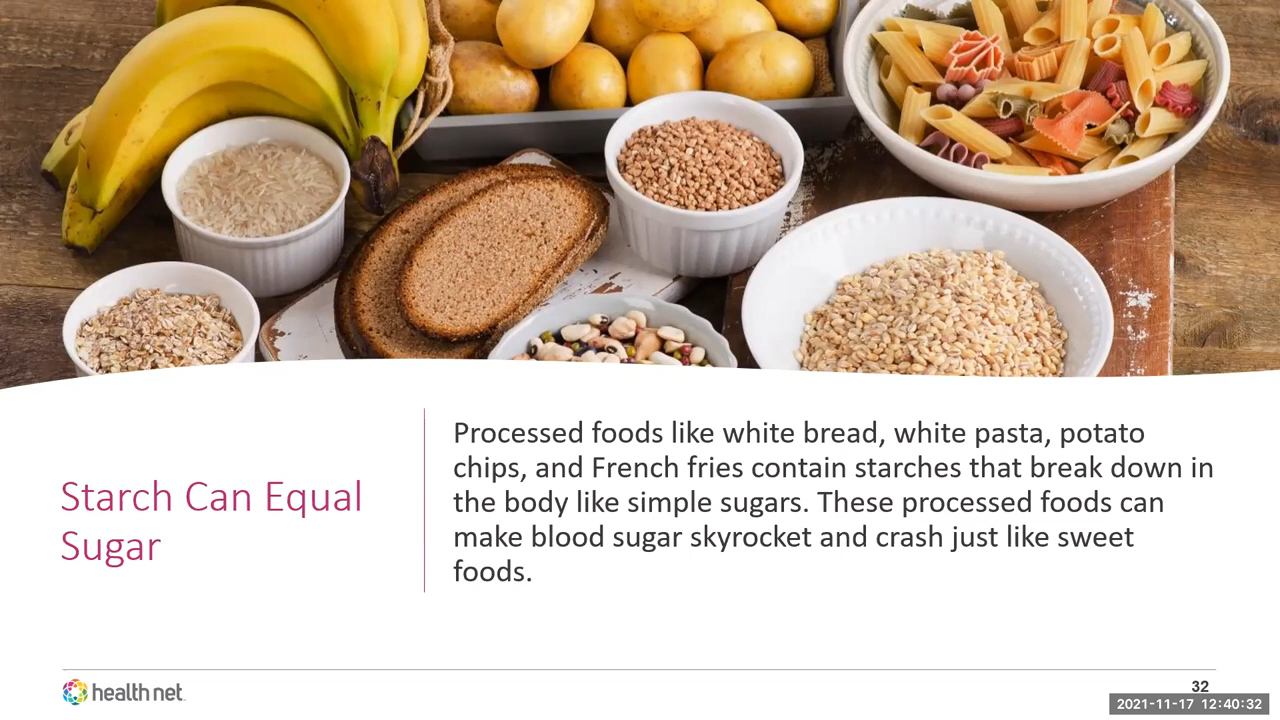 Starch Can Equal
Sugar
Processed foods like white bread, white pasta, potato
chips, and French fries contain starches that break down in
the body like simple sugars. These processed foods can
make blood sugar skyrocket and crash just like sweet
foods.
health net
32
2021-11-17 12:40:32